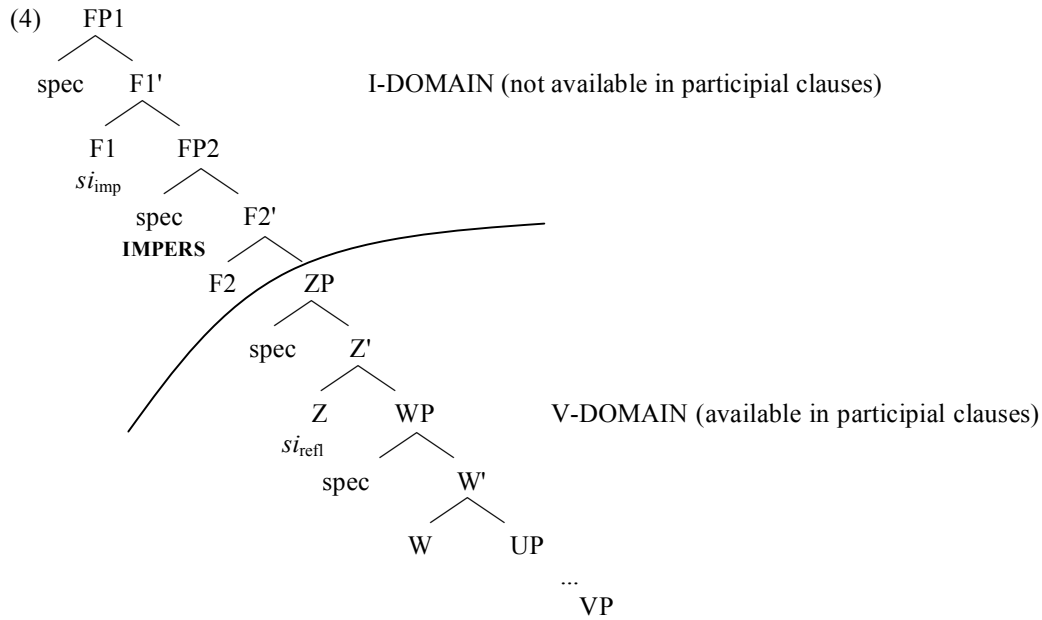 (4) FP1
spec F1' I-DOMAIN (not available in participial clauses)
F1 FP2
si_imp
spec F2'
IMPERS
F2 ZP
spec Z'
Z WP V-DOMAIN (available in participial clauses)
si_refl
spec W'
W UP
...
VP